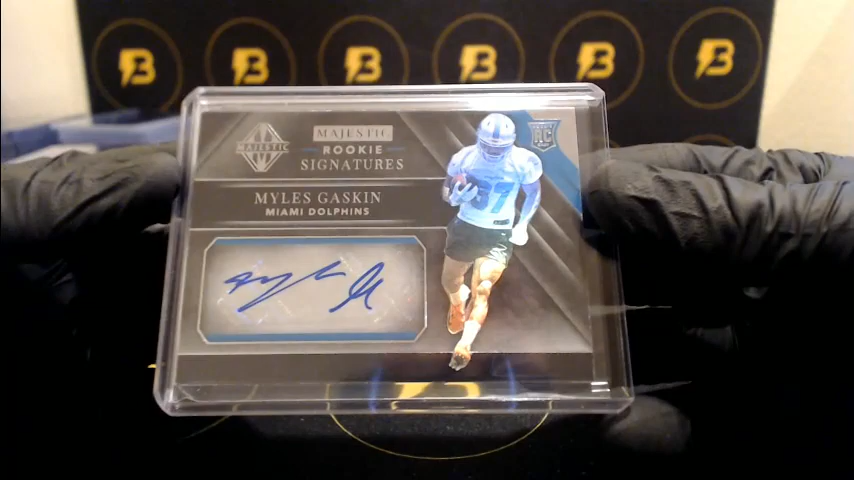 B B B B B B
MAJESTIC
MAJESTIC
ROOKIE
SIGNATURES
RC
MYLES GASKIN
MIAMI DOLPHINS
37